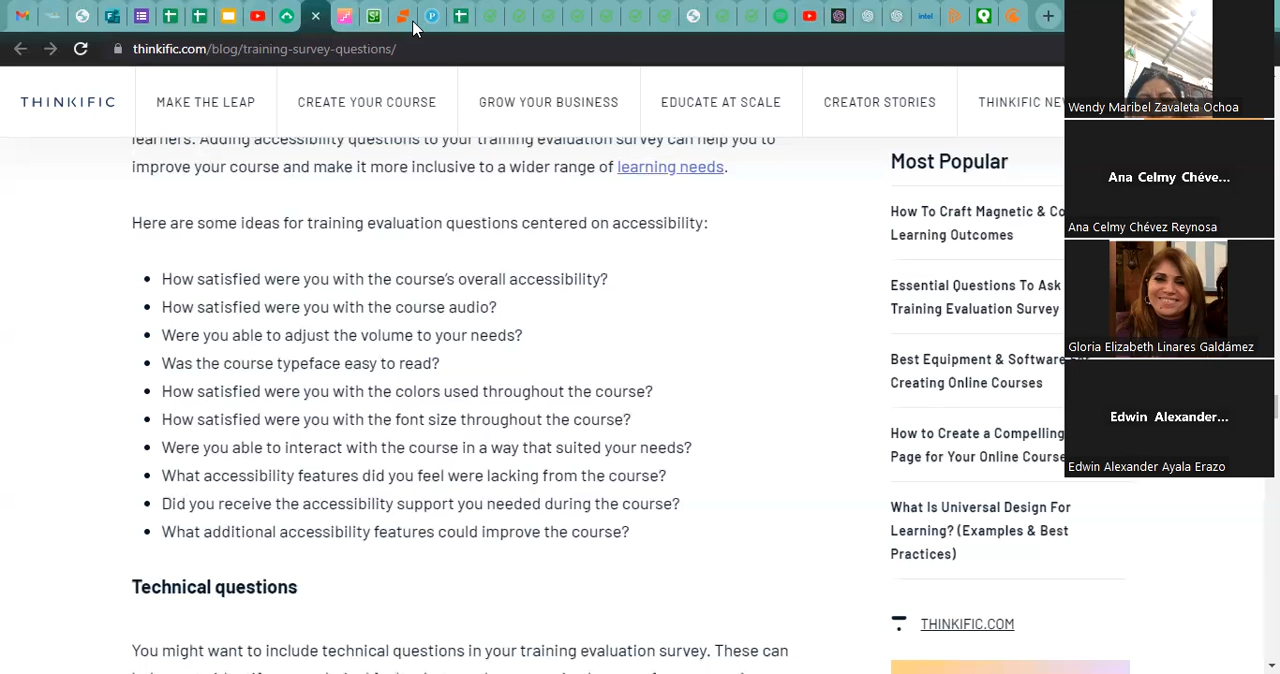 thinkific.com/blog/training-survey-questions/
THINKIFIC
MAKE THE LEAP
CREATE YOUR COURSE
GROW YOUR BUSINESS
EDUCATE AT SCALE
CREATOR STORIES
THINKIFIC NEW
learners. Adding accessibility questions to your training evaluation survey can help you to
improve your course and make it more inclusive to a wider range of learning needs.
Here are some ideas for training evaluation questions centered on accessibility:
• How satisfied were you with the course's overall accessibility?
• How satisfied were you with the course audio?
• Were you able to adjust the volume to your needs?
• Was the course typeface easy to read?
• How satisfied were you with the colors used throughout the course?
• How satisfied were you with the font size throughout the course?
• Were you able to interact with the course in a way that suited your needs?
• What accessibility features did you feel were lacking from the course?
• Did you receive the accessibility support you needed during the course?
• What additional accessibility features could improve the course?
Technical questions
You might want to include technical questions in your training evaluation survey. These can
Most Popular
How To Craft Magnetic & Co
Learning Outcomes
Essential Questions To Ask
Training Evaluation Survey
Best Equipment & Software
Creating Online Courses
How to Create a Compelling
Page for Your Online Course
What Is Universal Design For
Learning? (Examples & Best
Practices)
THINKIFIC.COM
Wendy Maribel Zavaleta Ochoa
Ana Celmy Chéve...
Ana Celmy Chévez Reynosa
Gloria Elizabeth Linares Galdámez
Edwin Alexander...
Edwin Alexander Ayala Erazo